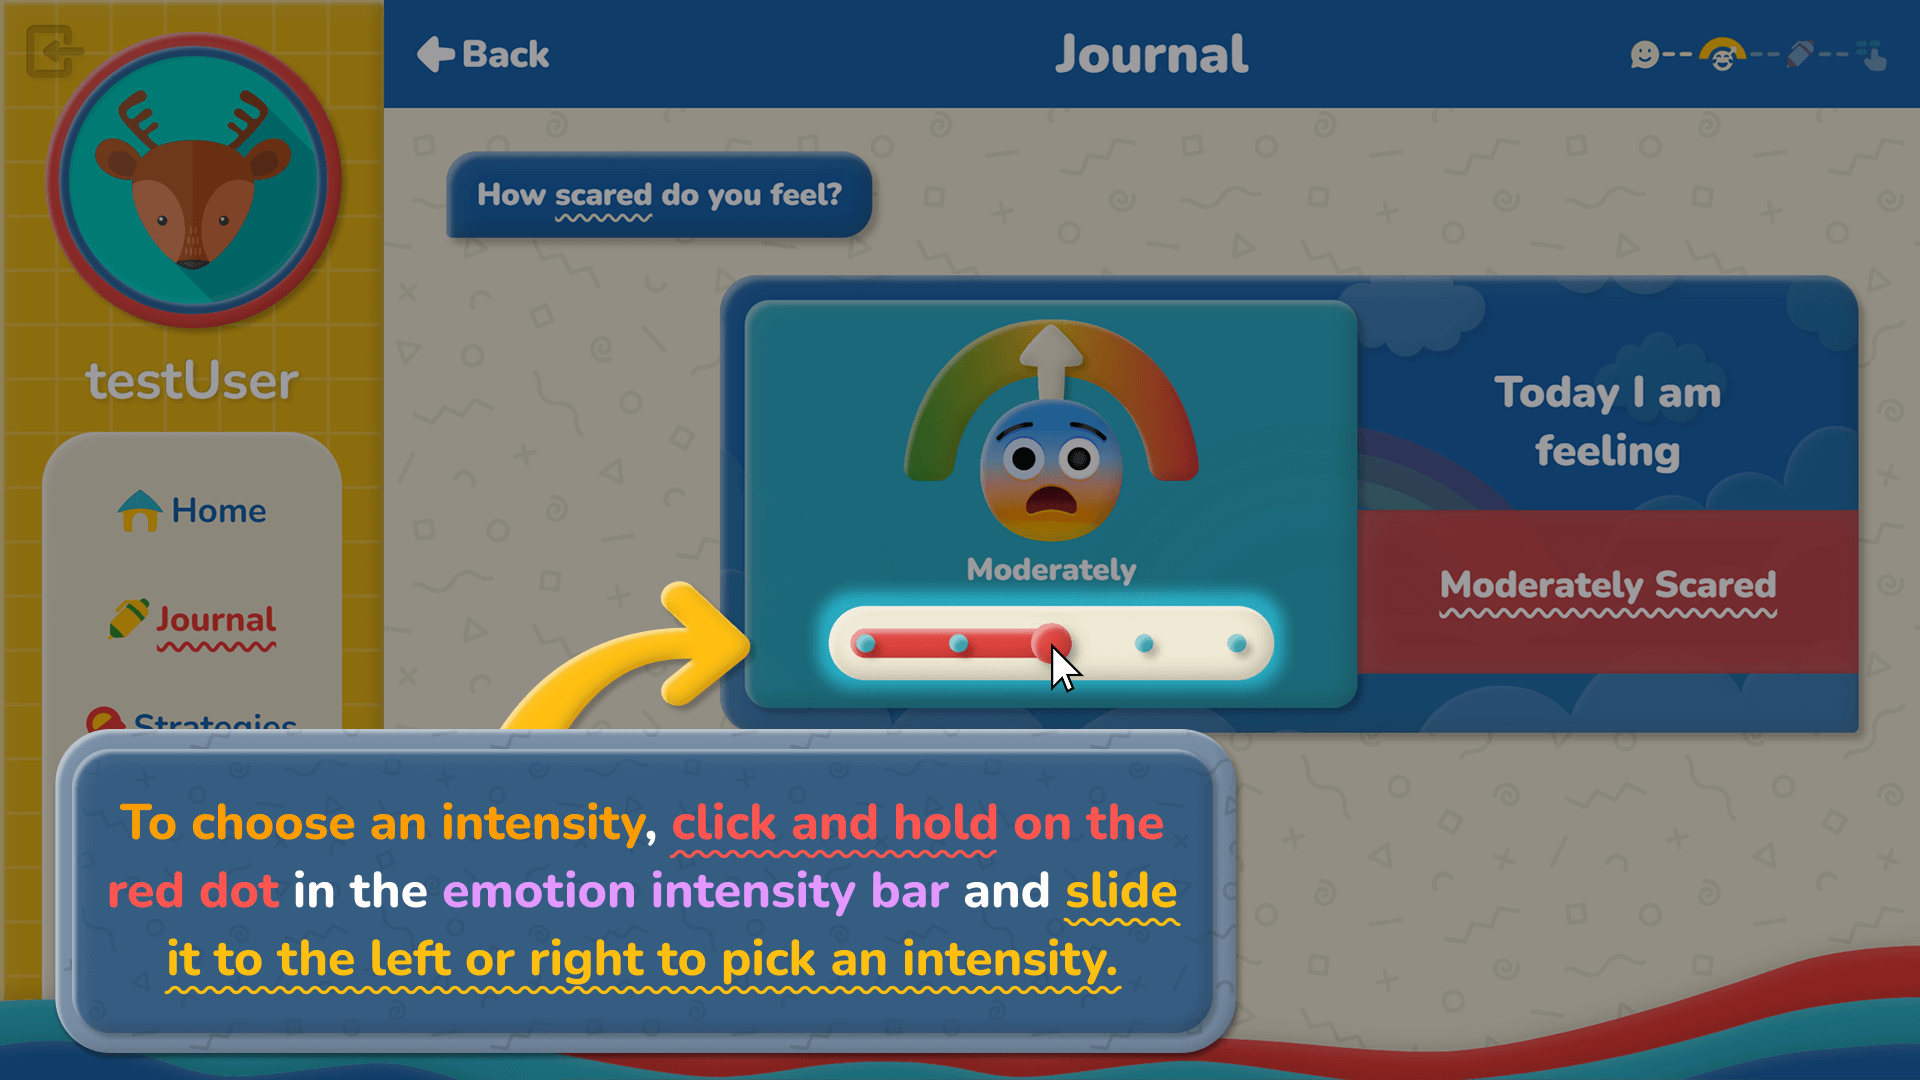 Back
Journal
testUser
How scared do you feel?
Home
Journal
Strategies
Moderately
Today I am
feeling
Moderately Scared
To choose an intensity, click and hold on the
red dot in the emotion intensity bar and slide
it to the left or right to pick an intensity.